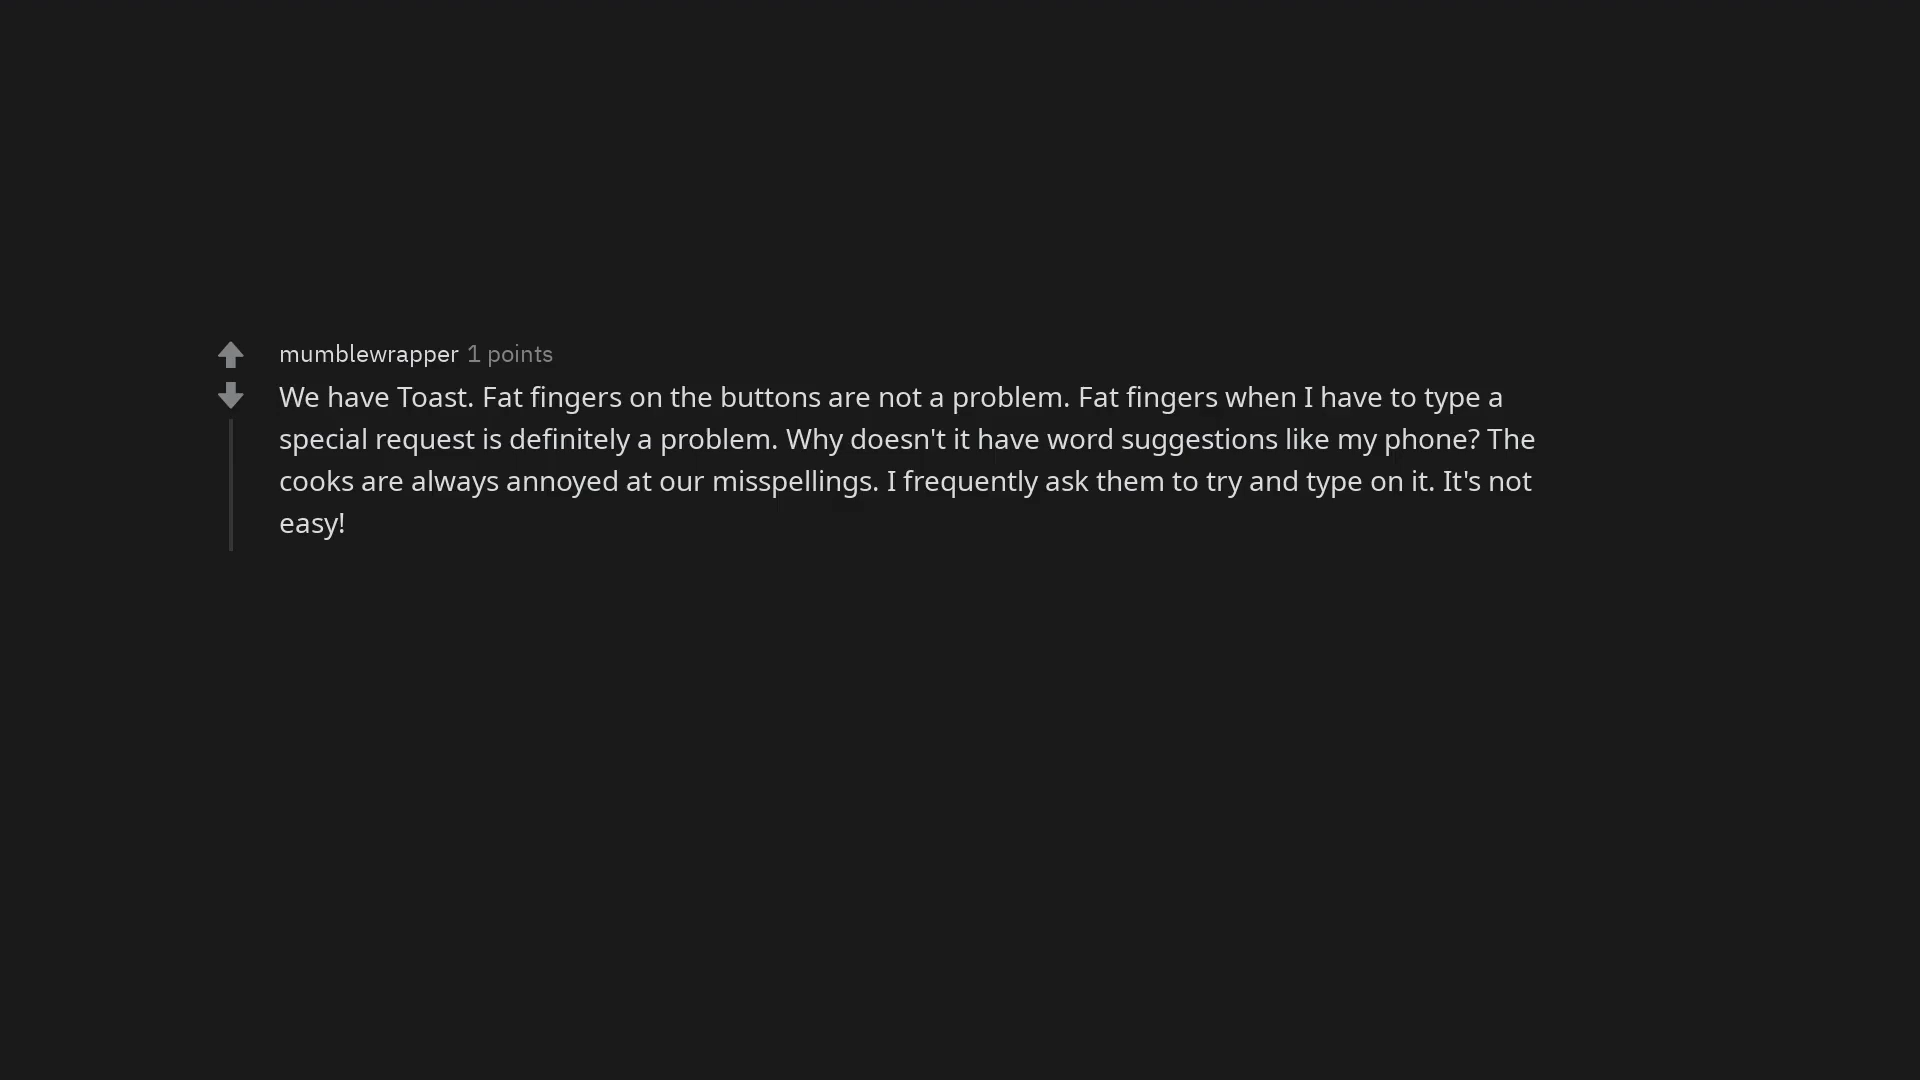 mumblewrapper 1 points
We have Toast. Fat fingers on the buttons are not a problem. Fat fingers when I have to type a
special request is definitely a problem. Why doesn't it have word suggestions like my phone? The
cooks are always annoyed at our misspellings. I frequently ask them to try and type on it. It's not
easy!